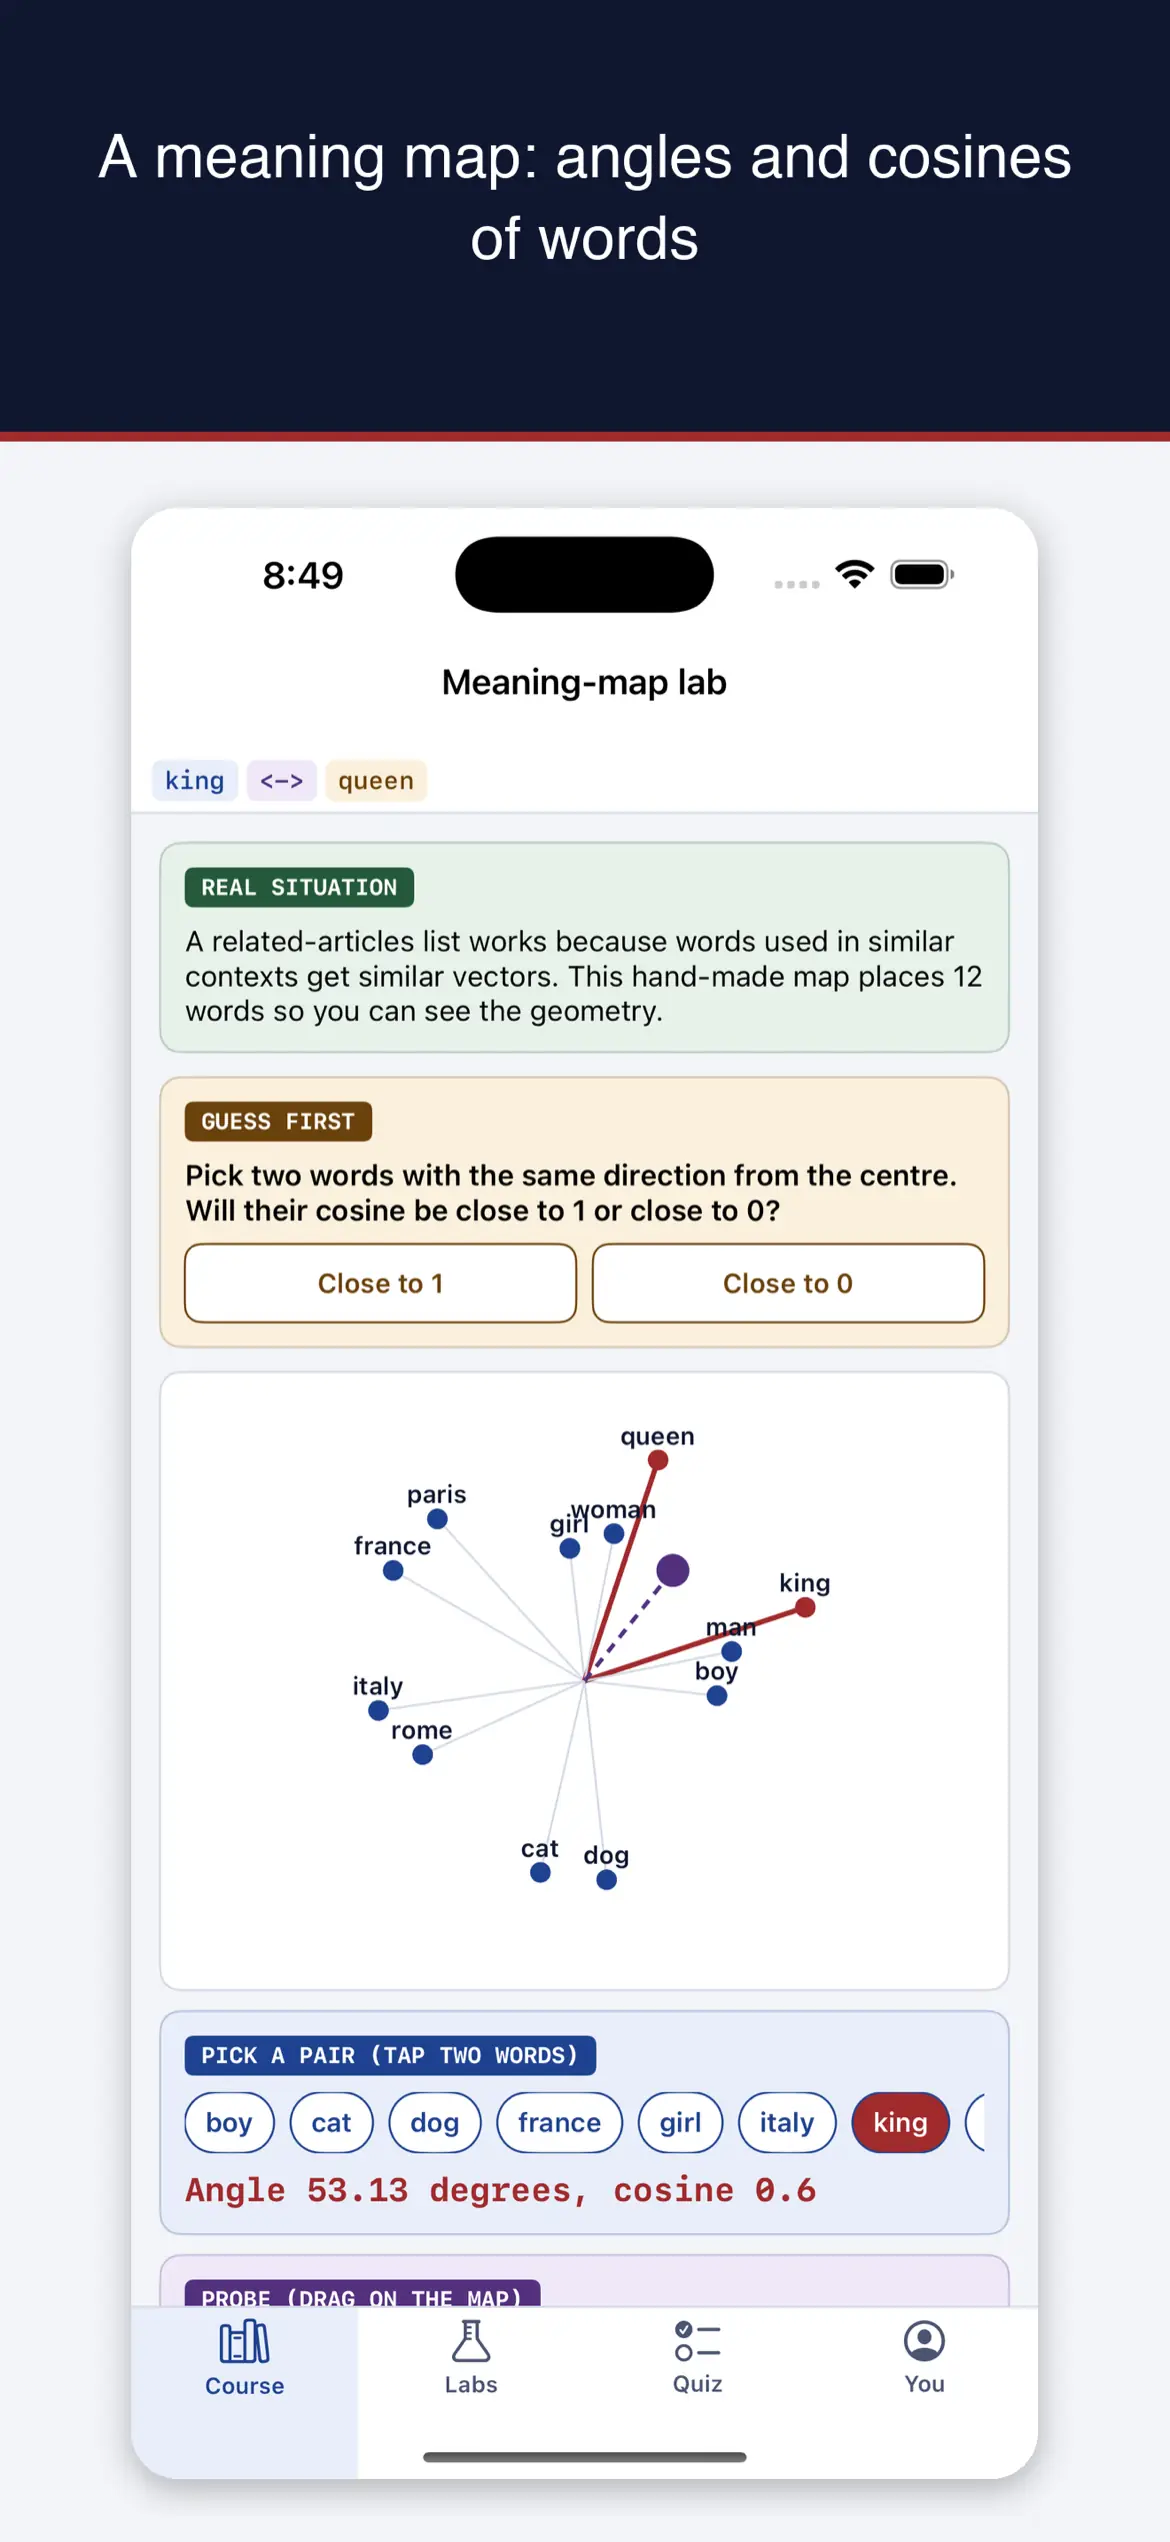 A meaning map: angles and cosines
of words
8:49
Meaning-map lab
king <-> queen
REAL SITUATION
A related-articles list works because words used in similar
contexts get similar vectors. This hand-made map places 12
words so you can see the geometry.
GUESS FIRST
Pick two words with the same direction from the centre.
Will their cosine be close to 1 or close to 0?
Close to 1 Close to 0
queen
paris
woman
girl
france
king
man
boy
italy
rome
cat
dog
PICK A PAIR (TAP TWO WORDS)
boy cat dog france girl italy king
Angle 53.13 degrees, cosine 0.6
PROBE (DRAG ON THE MAP)
Course Labs Quiz You